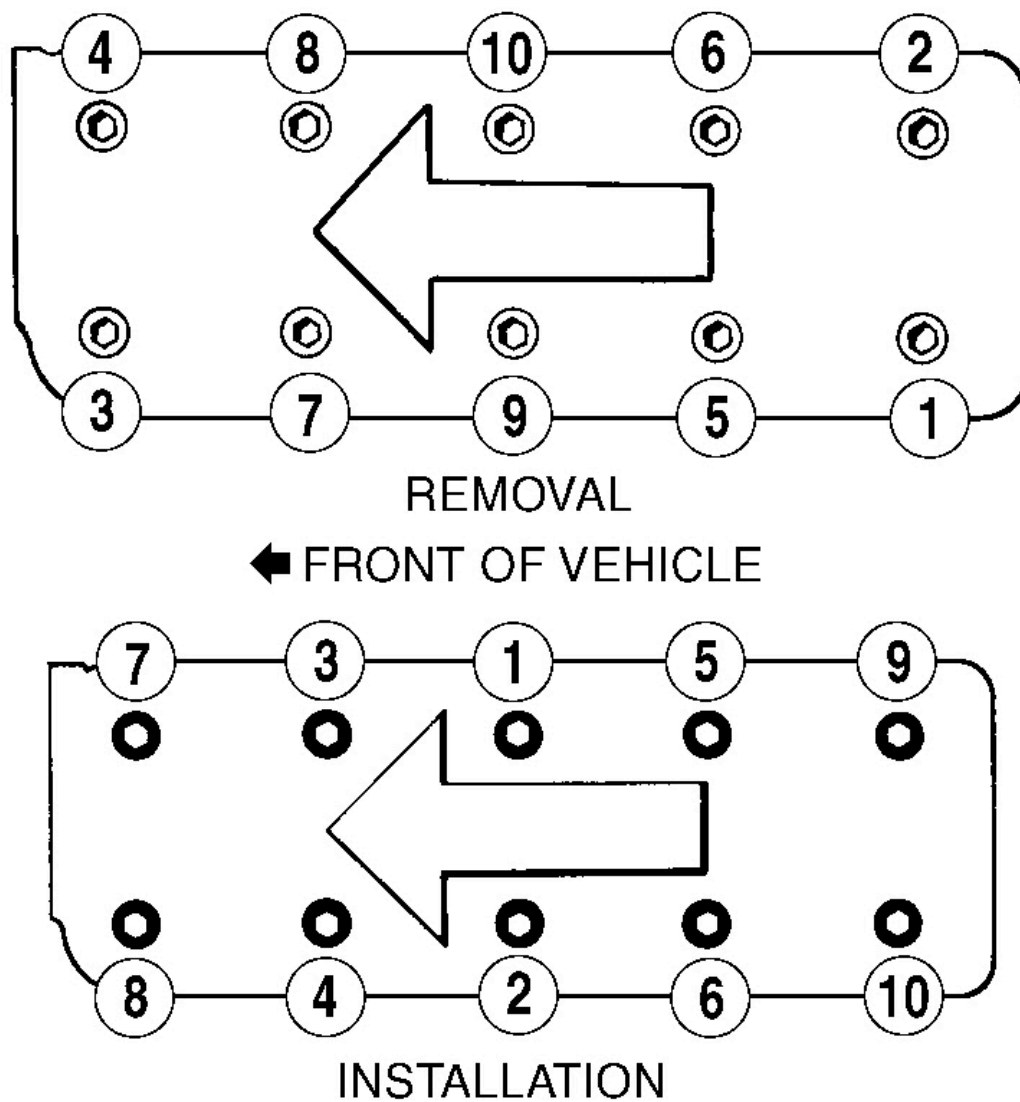 4 8 10 6 2
3 7 9 5 1
REMOVAL
FRONT OF VEHICLE
7 3 1 5 9
8 4 2 6 10
INSTALLATION